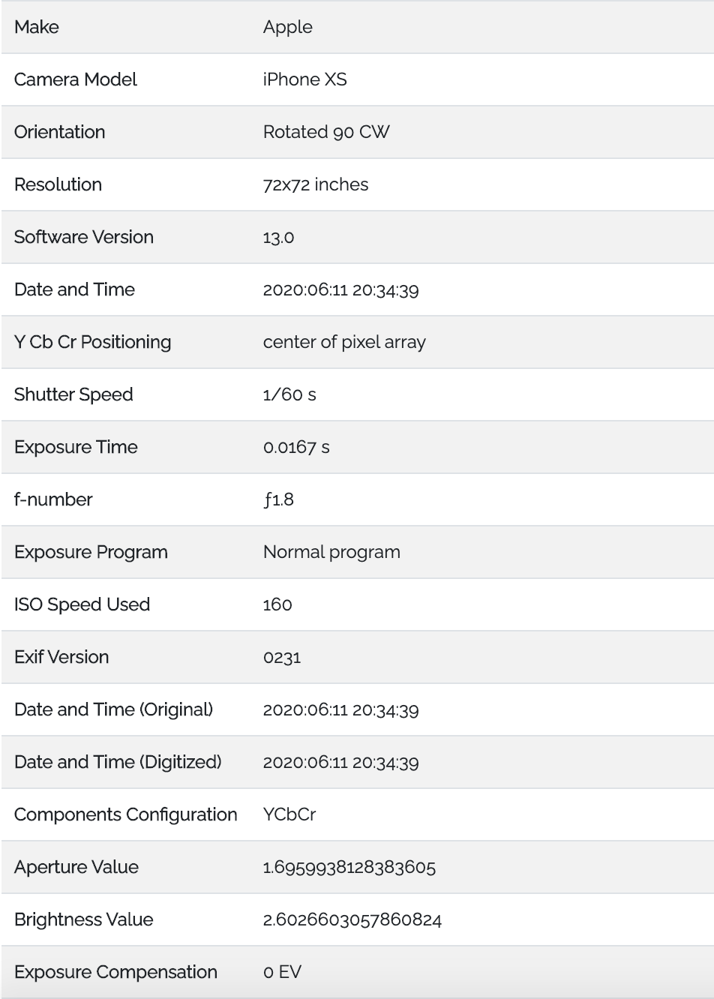 Make Apple
Camera Model iPhone XS
Orientation Rotated 90 CW
Resolution 72x72 inches
Software Version 13.0
Date and Time 2020:06:11 20:34:39
Y Cb Cr Positioning center of pixel array
Shutter Speed 1/60 s
Exposure Time 0.0167 s
f-number ƒ1.8
Exposure Program Normal program
ISO Speed Used 160
Exif Version 0231
Date and Time (Original) 2020:06:11 20:34:39
Date and Time (Digitized) 2020:06:11 20:34:39
Components Configuration YCbCr
Aperture Value 1.6959938128383605
Brightness Value 2.6026603057860824
Exposure Compensation 0 EV